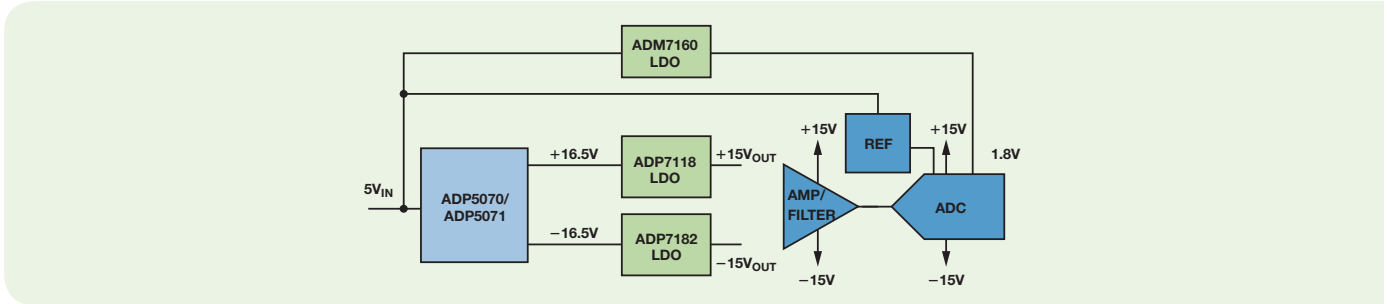 ADM7160
LDO
+15V
REF
+15V
1.8V
+16.5V
ADP7118
LDO
+15VOUT
5VIN
ADP5070/
ADP5071
AMP/
FILTER
ADC
−16.5V
ADP7182
LDO
−15VOUT
−15V
−15V